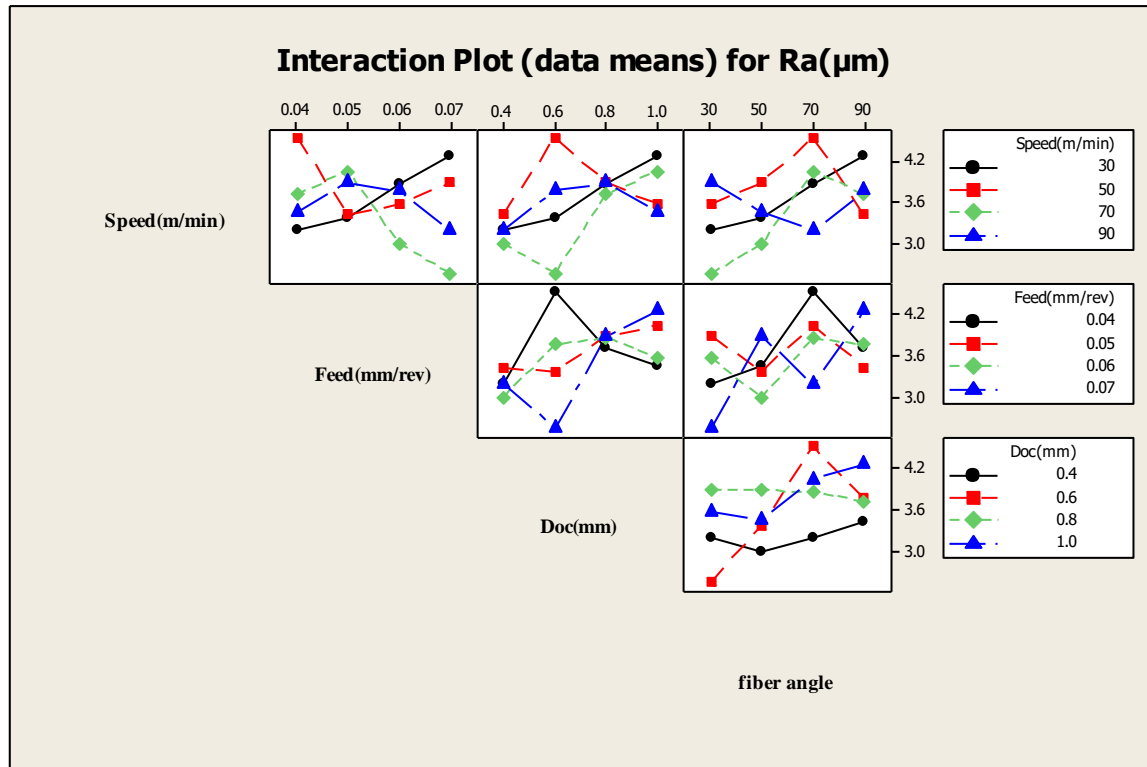 Interaction Plot (data means) for Ra(µm)
0.04 0.05 0.06 0.07 0.4 0.6 0.8 1.0 30 50 70 90
Speed(m/min)
4.2
3.6
3.0
Speed(m/min)
30
50
70
90
Feed(mm/rev)
4.2
3.6
3.0
Feed(mm/rev)
0.04
0.05
0.06
0.07
Doc(mm)
4.2
3.6
3.0
Doc(mm)
0.4
0.6
0.8
1.0
fiber angle